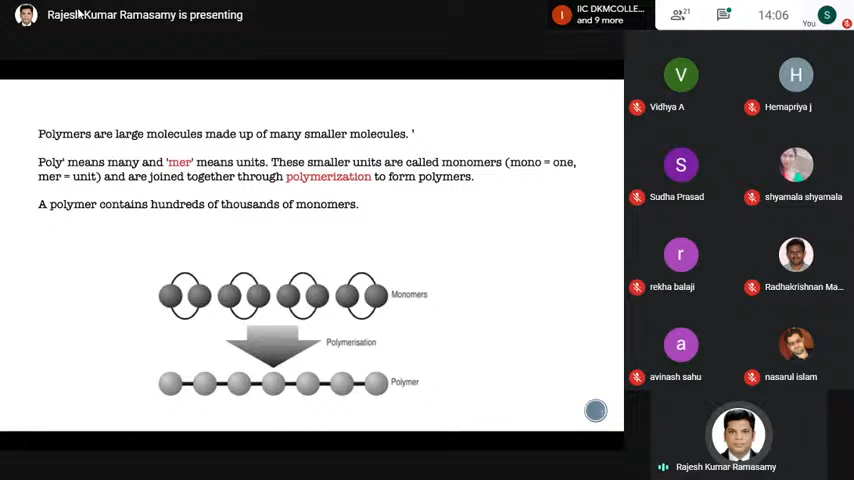 Rajesh Kumar Ramasamy is presenting
I
IIC DKMCOLLE...
and 9 more
21
14:06
You
S
Polymers are large molecules made up of many smaller molecules. '
Poly' means many and 'mer' means units. These smaller units are called monomers (mono = one,
mer = unit) and are joined together through polymerization to form polymers.
A polymer contains hundreds of thousands of monomers.
Monomers
Polymerisation
Polymer
V
Vidhya A
H
Hemapriya j
S
Sudha Prasad
shyamala shyamala
r
rekha balaji
Radhakrishnan Ma...
a
avinash sahu
nasarul islam
Rajesh Kumar Ramasamy